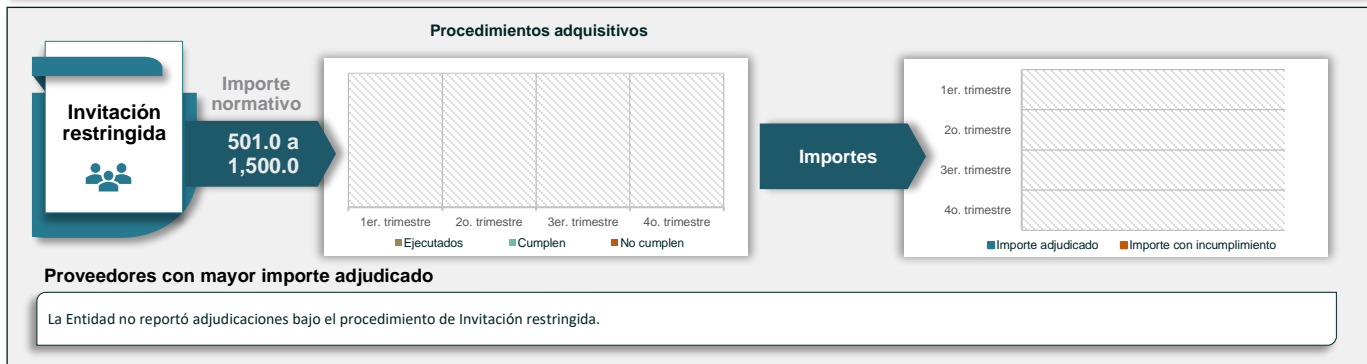 Procedimientos adquisitivos
Invitación
restringida
Importe
normativo
501.0 a
1,500.0
1er. trimestre 2o. trimestre 3er. trimestre 4o. trimestre
Ejecutados Cumplen No cumplen
Importes
1er. trimestre
2o. trimestre
3er. trimestre
4o. trimestre
Importe adjudicado Importe con incumplimiento
Proveedores con mayor importe adjudicado
La Entidad no reportó adjudicaciones bajo el procedimiento de Invitación restringida.